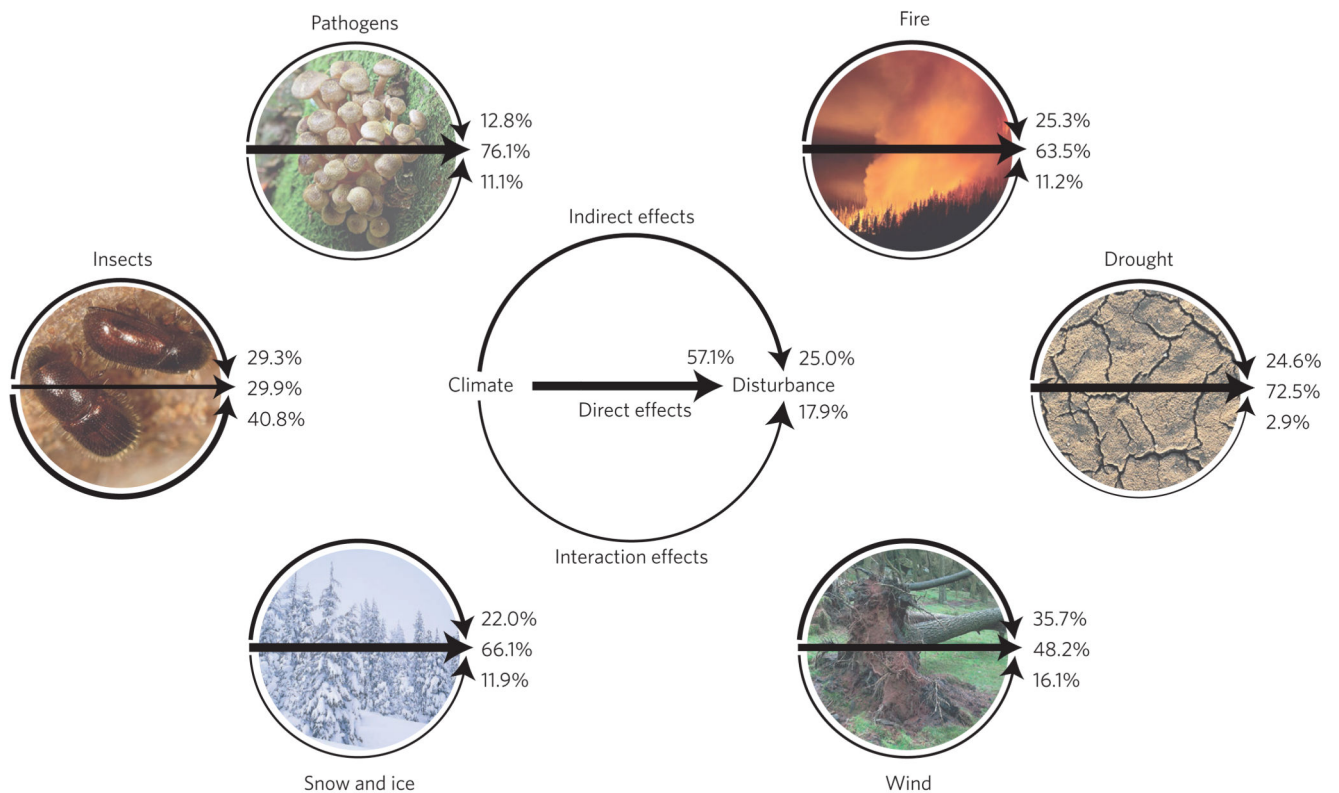 Pathogens
12.8%
76.1%
11.1%
Fire
25.3%
63.5%
11.2%
Insects
29.3%
29.9%
40.8%
Indirect effects
Climate
57.1%
25.0%
Disturbance
Direct effects
17.9%
Interaction effects
Drought
24.6%
72.5%
2.9%
22.0%
66.1%
11.9%
Snow and ice
35.7%
48.2%
16.1%
Wind